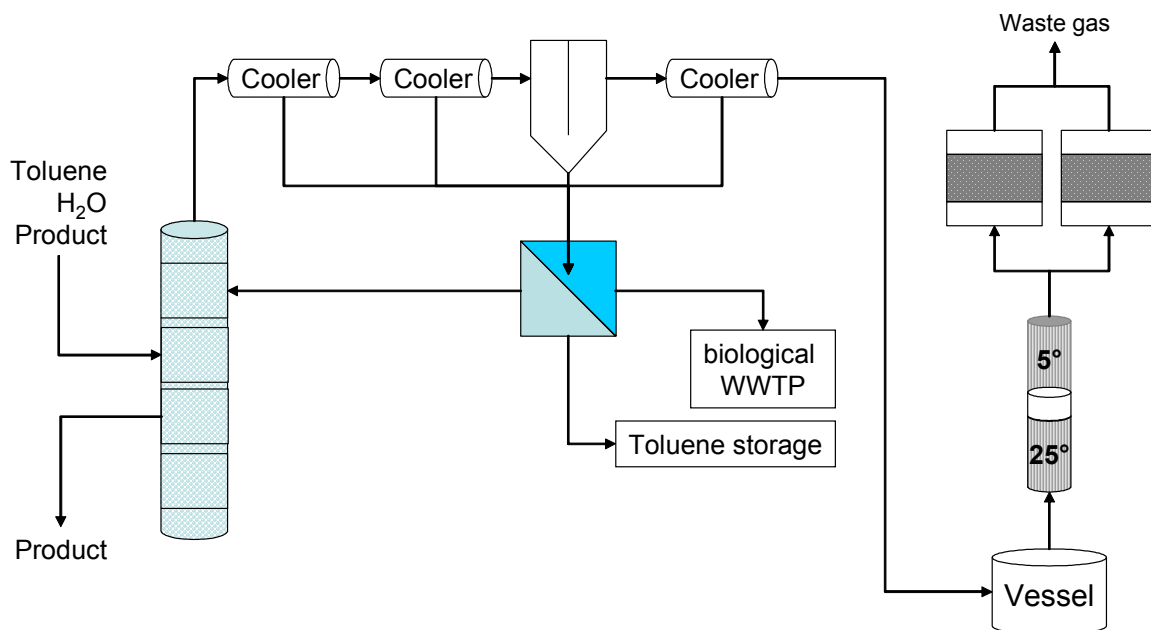 Waste gas
Cooler
Cooler
Cooler
Toluene
H₂O
Product
5°
biological
WWTP
Toluene storage
25°
Product
Vessel